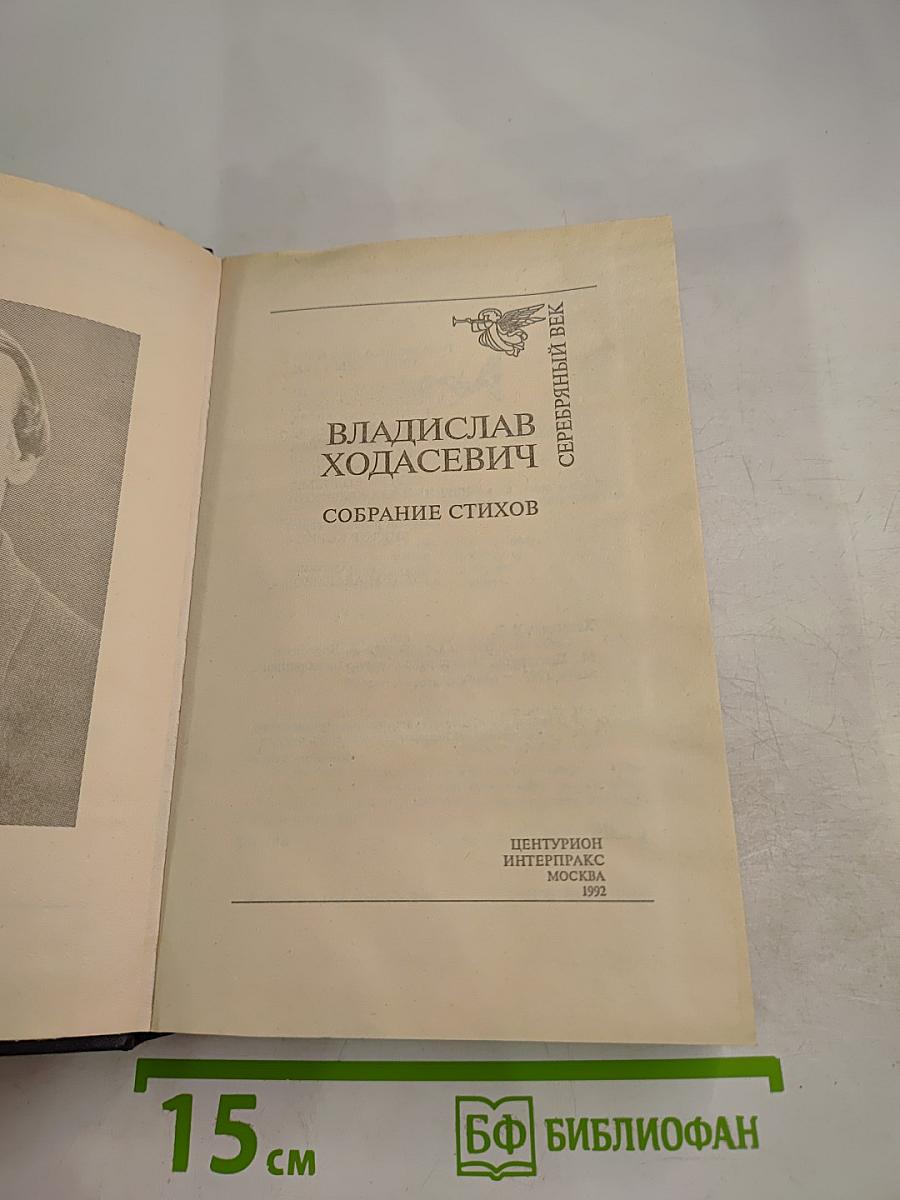 СЕРЕБРЯНЫЙ ВЕК
ВЛАДИСЛАВ
ХОДАСЕВИЧ
СОБРАНИЕ СТИХОВ
ЦЕНТУРИОН
ИНТЕРПРАКС
МОСКВА
1992
15 см
БФ БИБЛИОФАН